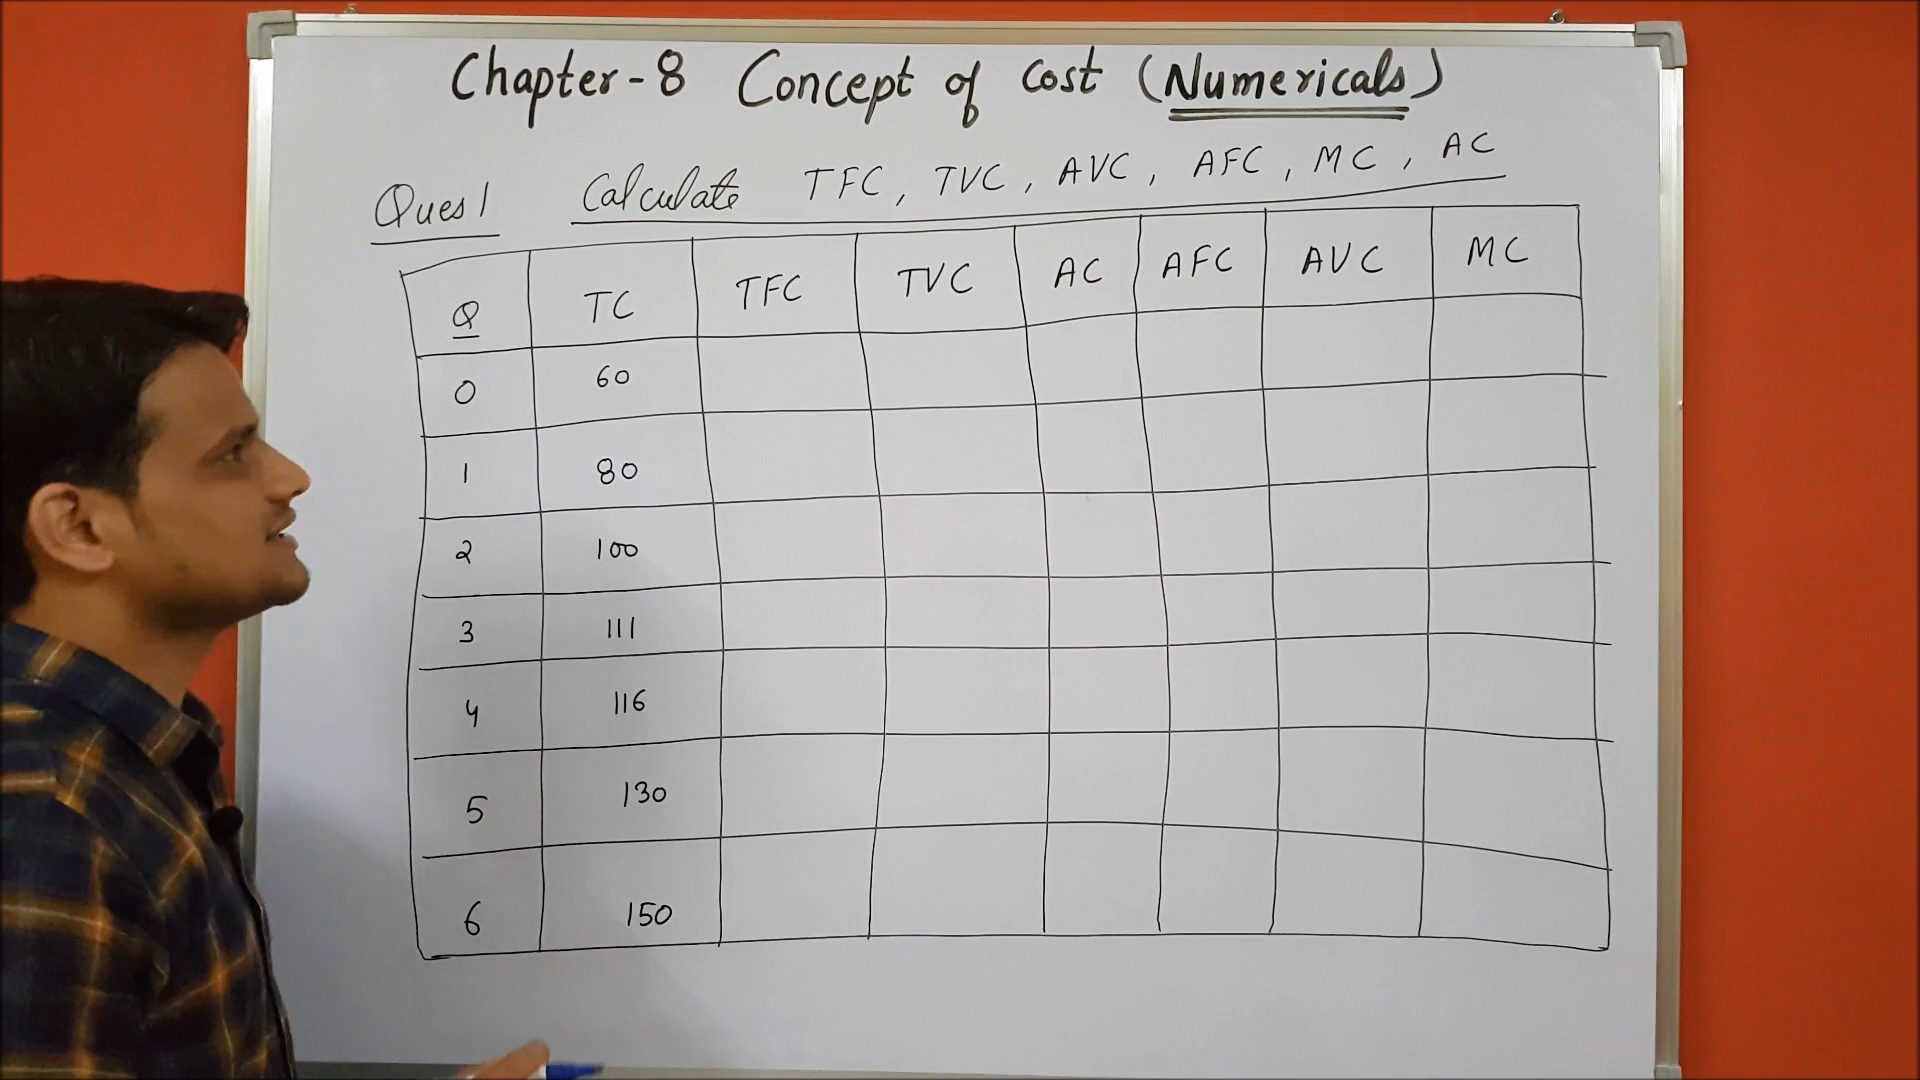 Chapter-8 Concept of Cost (Numericals)
Ques 1 Calculate TFC, TVC, AVC, AFC, MC, AC
Q TC TFC TVC AC AFC AVC MC
0 60
1 80
2 100
3 111
4 116
5 130
6 150